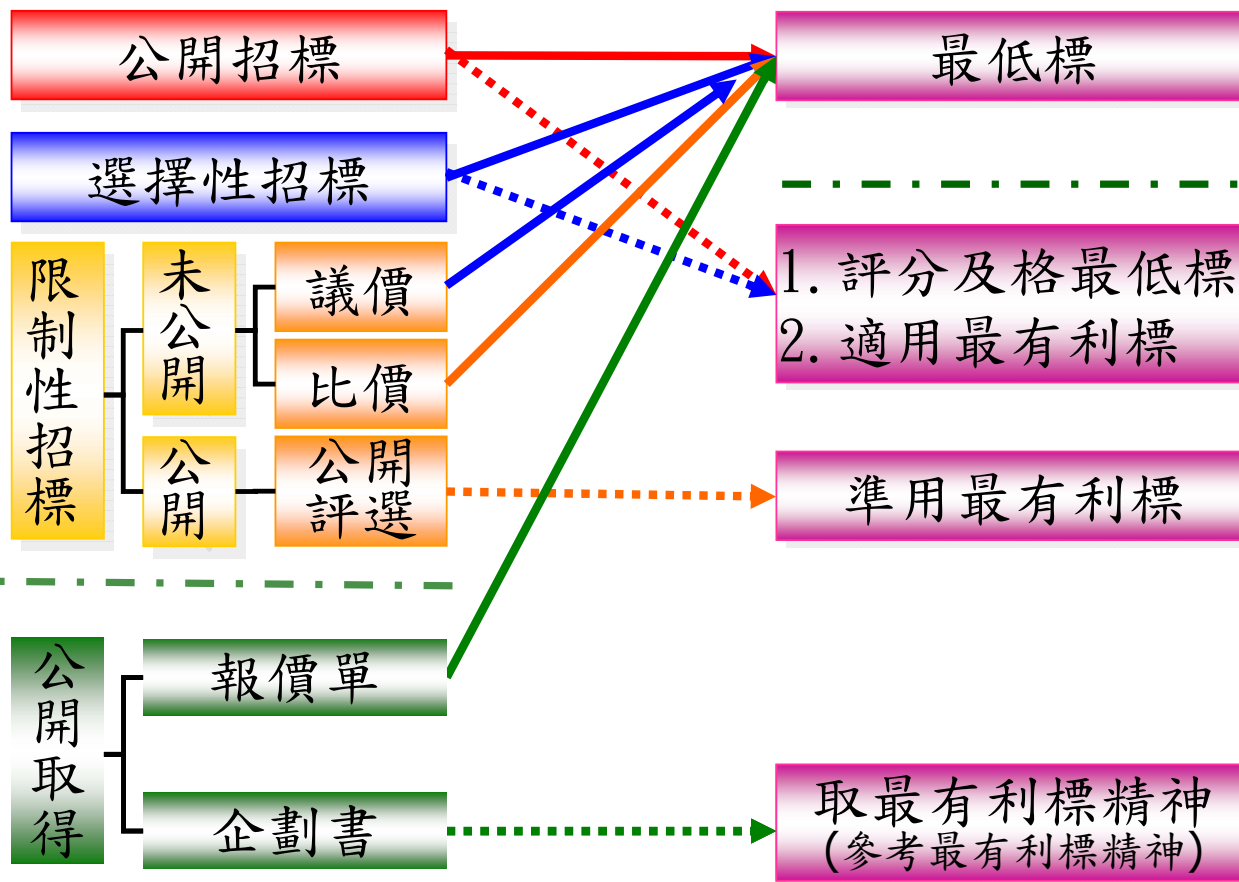 公開招標
最低標
選擇性招標
1. 評分及格最低標
2. 適用最有利標
限制性招標
未公開
議價
比價
公開
公開
評選
準用最有利標
公開取得
報價單
企劃書
取最有利標精神
(參考最有利標精神)